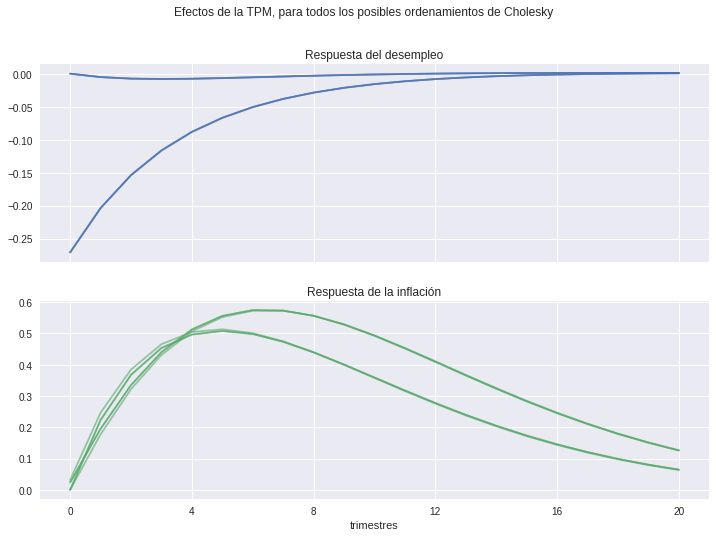 Efectos de la TPM, para todos los posibles ordenamientos de Cholesky
Respuesta del desempleo
0.00
−0.05
−0.10
−0.15
−0.20
−0.25
Respuesta de la inflación
0.6
0.5
0.4
0.3
0.2
0.1
0.0
0 4 8 12 16 20
trimestres